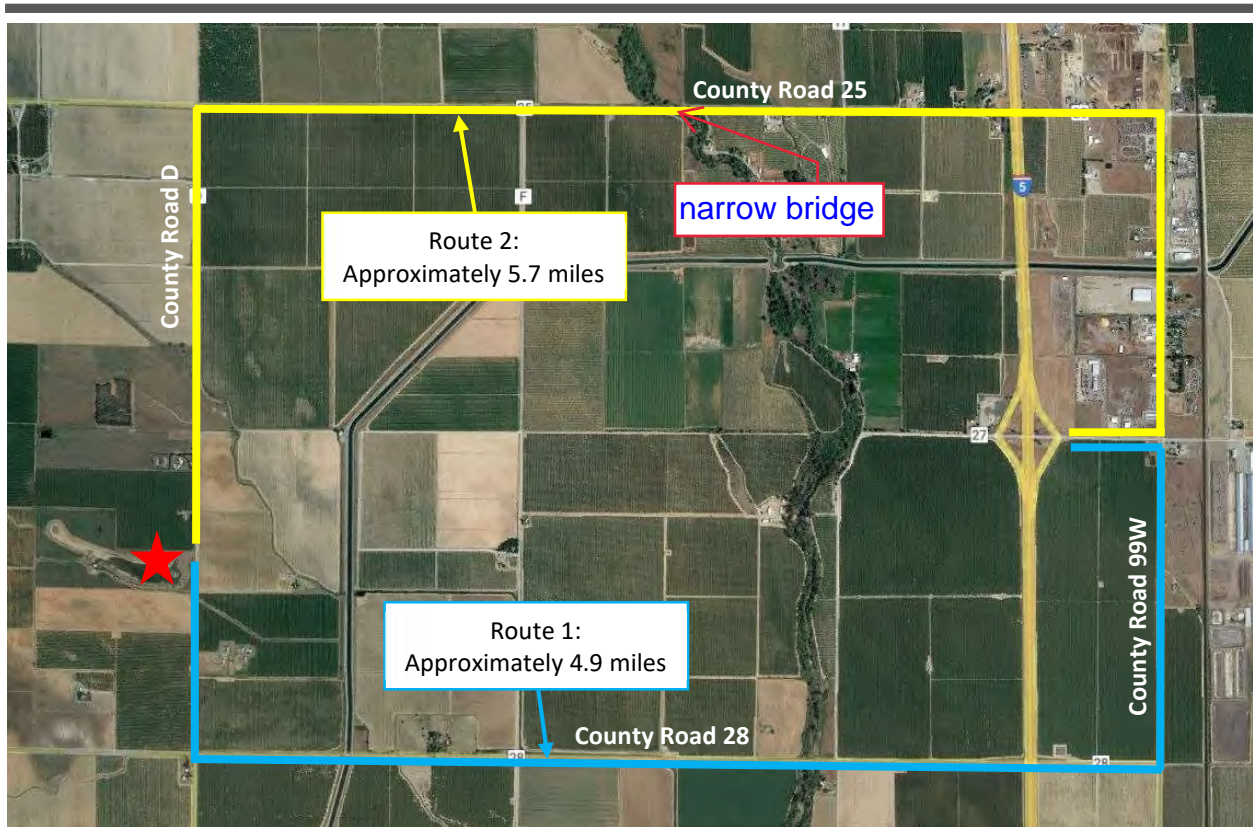 County Road 25
County Road D
F
5
narrow bridge
Route 2:
Approximately 5.7 miles
27
County Road 99W
Route 1:
Approximately 4.9 miles
County Road 28
28
28